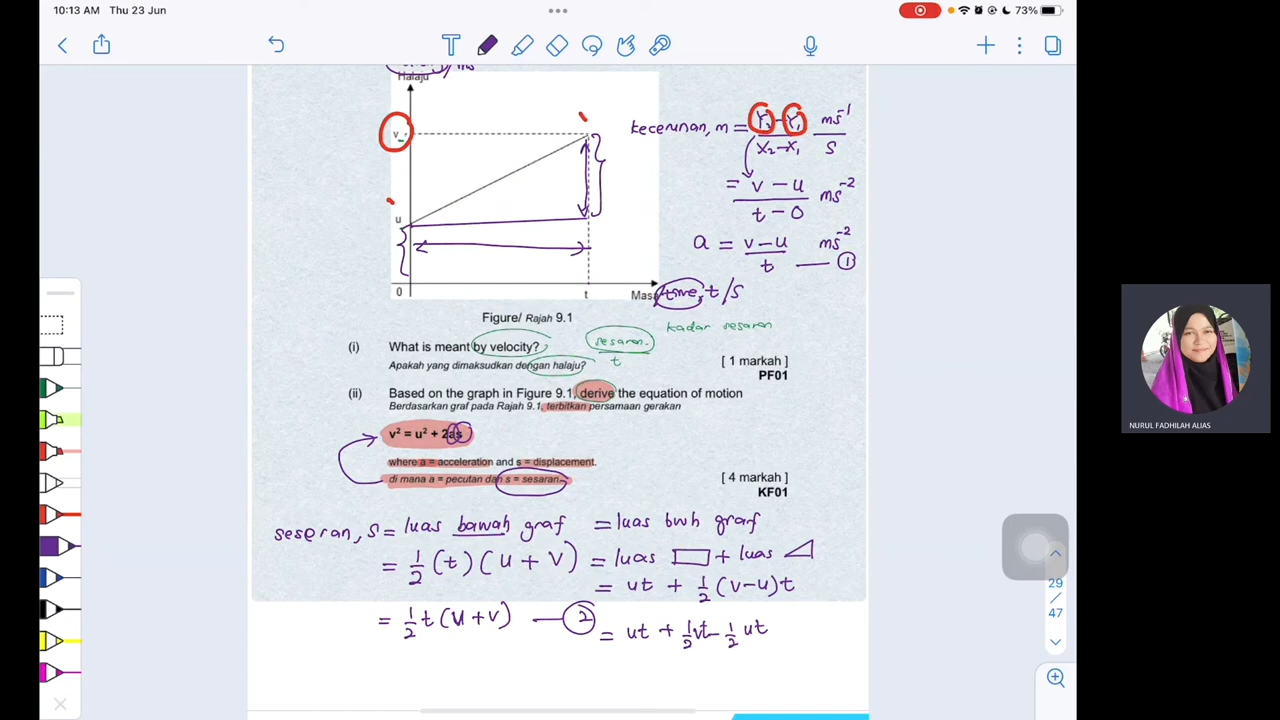 10:13 AM Thu 23 Jun
73%
T
Halaju
v
u
0
t
Masa
time, t/s
kecerunan, m = Y₂-Y₁ / X₂-X₁ ms⁻¹ / s
= v - u / t - 0 ms⁻²
a = v - u / t ms⁻² — ①
Figure/ Rajah 9.1
kadar sesaran
sesaran / t
(i) What is meant by velocity?
Apakah yang dimaksudkan dengan halaju?
[ 1 markah ]
PF01
(ii) Based on the graph in Figure 9.1, derive the equation of motion
Berdasarkan graf pada Rajah 9.1, terbitkan persamaan gerakan
v² = u² + 2as
where a = acceleration and s = displacement.
di mana a = pecutan dan s = sesaran
[ 4 markah ]
KF01
seseran, s = luas bawah graf = luas bwh graf
= ½ (t) ( u + v ) = luas ▭ + luas ◿
= ut + ½ (v-u) t
= ½ t (u + v) — ②
= ut + ½vt - ½ ut
NURUL FADHILAH ALIAS
29
/
47